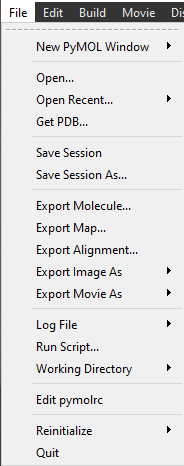 File Edit Build Movie Dis
New PyMOL Window
Open...
Open Recent...
Get PDB...
Save Session
Save Session As...
Export Molecule...
Export Map...
Export Alignment...
Export Image As
Export Movie As
Log File
Run Script...
Working Directory
Edit pymolrc
Reinitialize
Quit